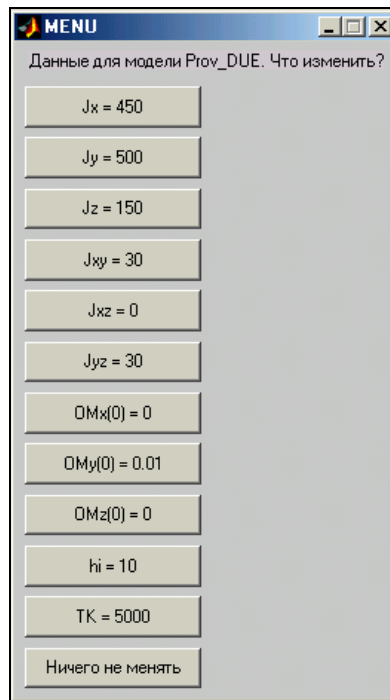 MENU
Данные для модели Prov_DUE. Что изменить?
Jx = 450
Jy = 500
Jz = 150
Jxy = 30
Jxz = 0
Jyz = 30
OMx(0) = 0
OMy(0) = 0.01
OMz(0) = 0
hi = 10
TK = 5000
Ничего не менять